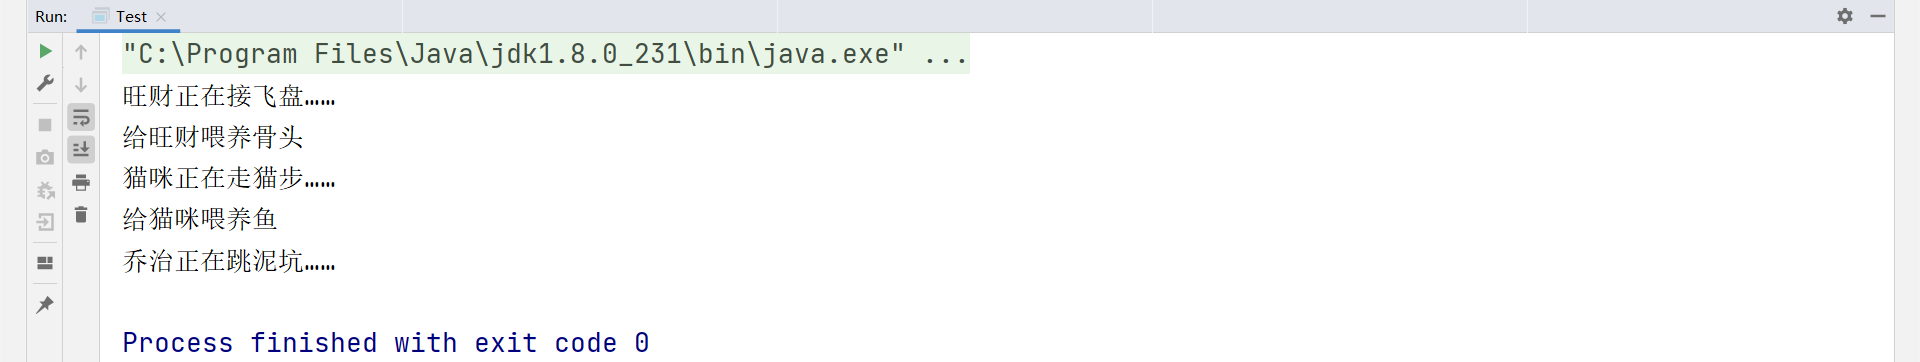 Run: Test
"C:\Program Files\Java\jdk1.8.0_231\bin\java.exe" ...
旺财正在接飞盘……
给旺财喂养骨头
猫咪正在走猫步……
给猫咪喂养鱼
乔治正在跳泥坑……
Process finished with exit code 0